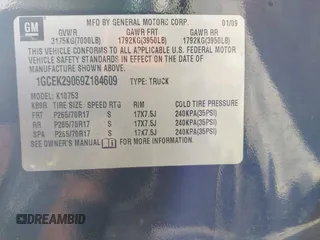 GM
MFD BY GENERAL MOTORS CORP. 01/09
GVWR GAWR FRT GAWR RR
3175KG(7000LB) 1792KG(3950LB) 1792KG(3950LB)
THIS VEHICLE CONFORMS TO ALL APPLICABLE U.S. FEDERAL
MOTOR VEHICLE SAFETY AND THEFT PREVENTION
STANDARDS IN EFFECT ON THE DATE OF MANUFACTURE
SHOWN ABOVE.
1GCEK29069Z184609 TYPE: TRUCK
MODEL: K10753
TIRE SIZE SPEED RTG RIM COLD TIRE PRESSURE
FRT P265/70R17 S 17X7.5J 240KPA(35PSI)
RR P265/70R17 S 17X7.5J 240KPA(35PSI)
SPA P265/70R17 S 17X7.5J 240KPA(35PSI)
SEE OWNER'S MANUAL FOR
INFORMATION
DREAMBID